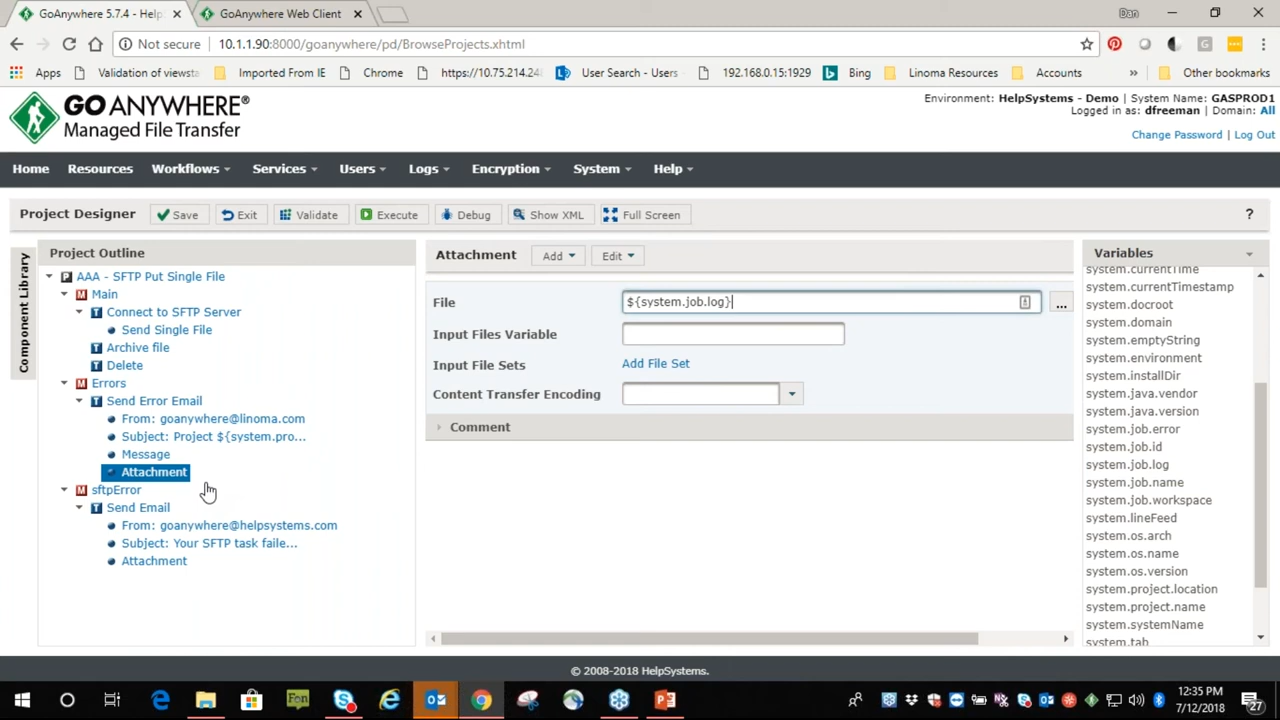 GoAnywhere 5.7.4 - Help
GoAnywhere Web Client
Dan
Not secure
10.1.1.90:8000/goanywhere/pd/BrowseProjects.xhtml
Apps
Validation of viewsta
Imported From IE
Chrome
https://10.75.214.24
User Search - Users
192.168.0.15:1929
Bing
Linoma Resources
Accounts
»
Other bookmarks
GO ANYWHERE®
Managed File Transfer
Environment: HelpSystems - Demo | System Name: GASPROD1
Logged in as: dfreeman | Domain: All
Change Password | Log Out
Home
Resources
Workflows
Services
Users
Logs
Encryption
System
Help
Project Designer
Save
Exit
Validate
Execute
Debug
Show XML
Full Screen
?
Component Library
Project Outline
AAA - SFTP Put Single File
Main
Connect to SFTP Server
Send Single File
Archive file
Delete
Errors
Send Error Email
From: goanywhere@linoma.com
Subject: Project ${system.pro...
Message
Attachment
sftpError
Send Email
From: goanywhere@helpsystems.com
Subject: Your SFTP task faile...
Attachment
Attachment
Add
Edit
File
${system.job.log}
...
Input Files Variable
Input File Sets
Add File Set
Content Transfer Encoding
Comment
Variables
system.currentTime
system.currentTimestamp
system.docroot
system.domain
system.emptyString
system.environment
system.installDir
system.java.vendor
system.java.version
system.job.error
system.job.id
system.job.log
system.job.name
system.job.workspace
system.lineFeed
system.os.arch
system.os.name
system.os.version
system.project.location
system.project.name
system.systemName
system.tab
© 2008-2018 HelpSystems.
12:35 PM
7/12/2018
27